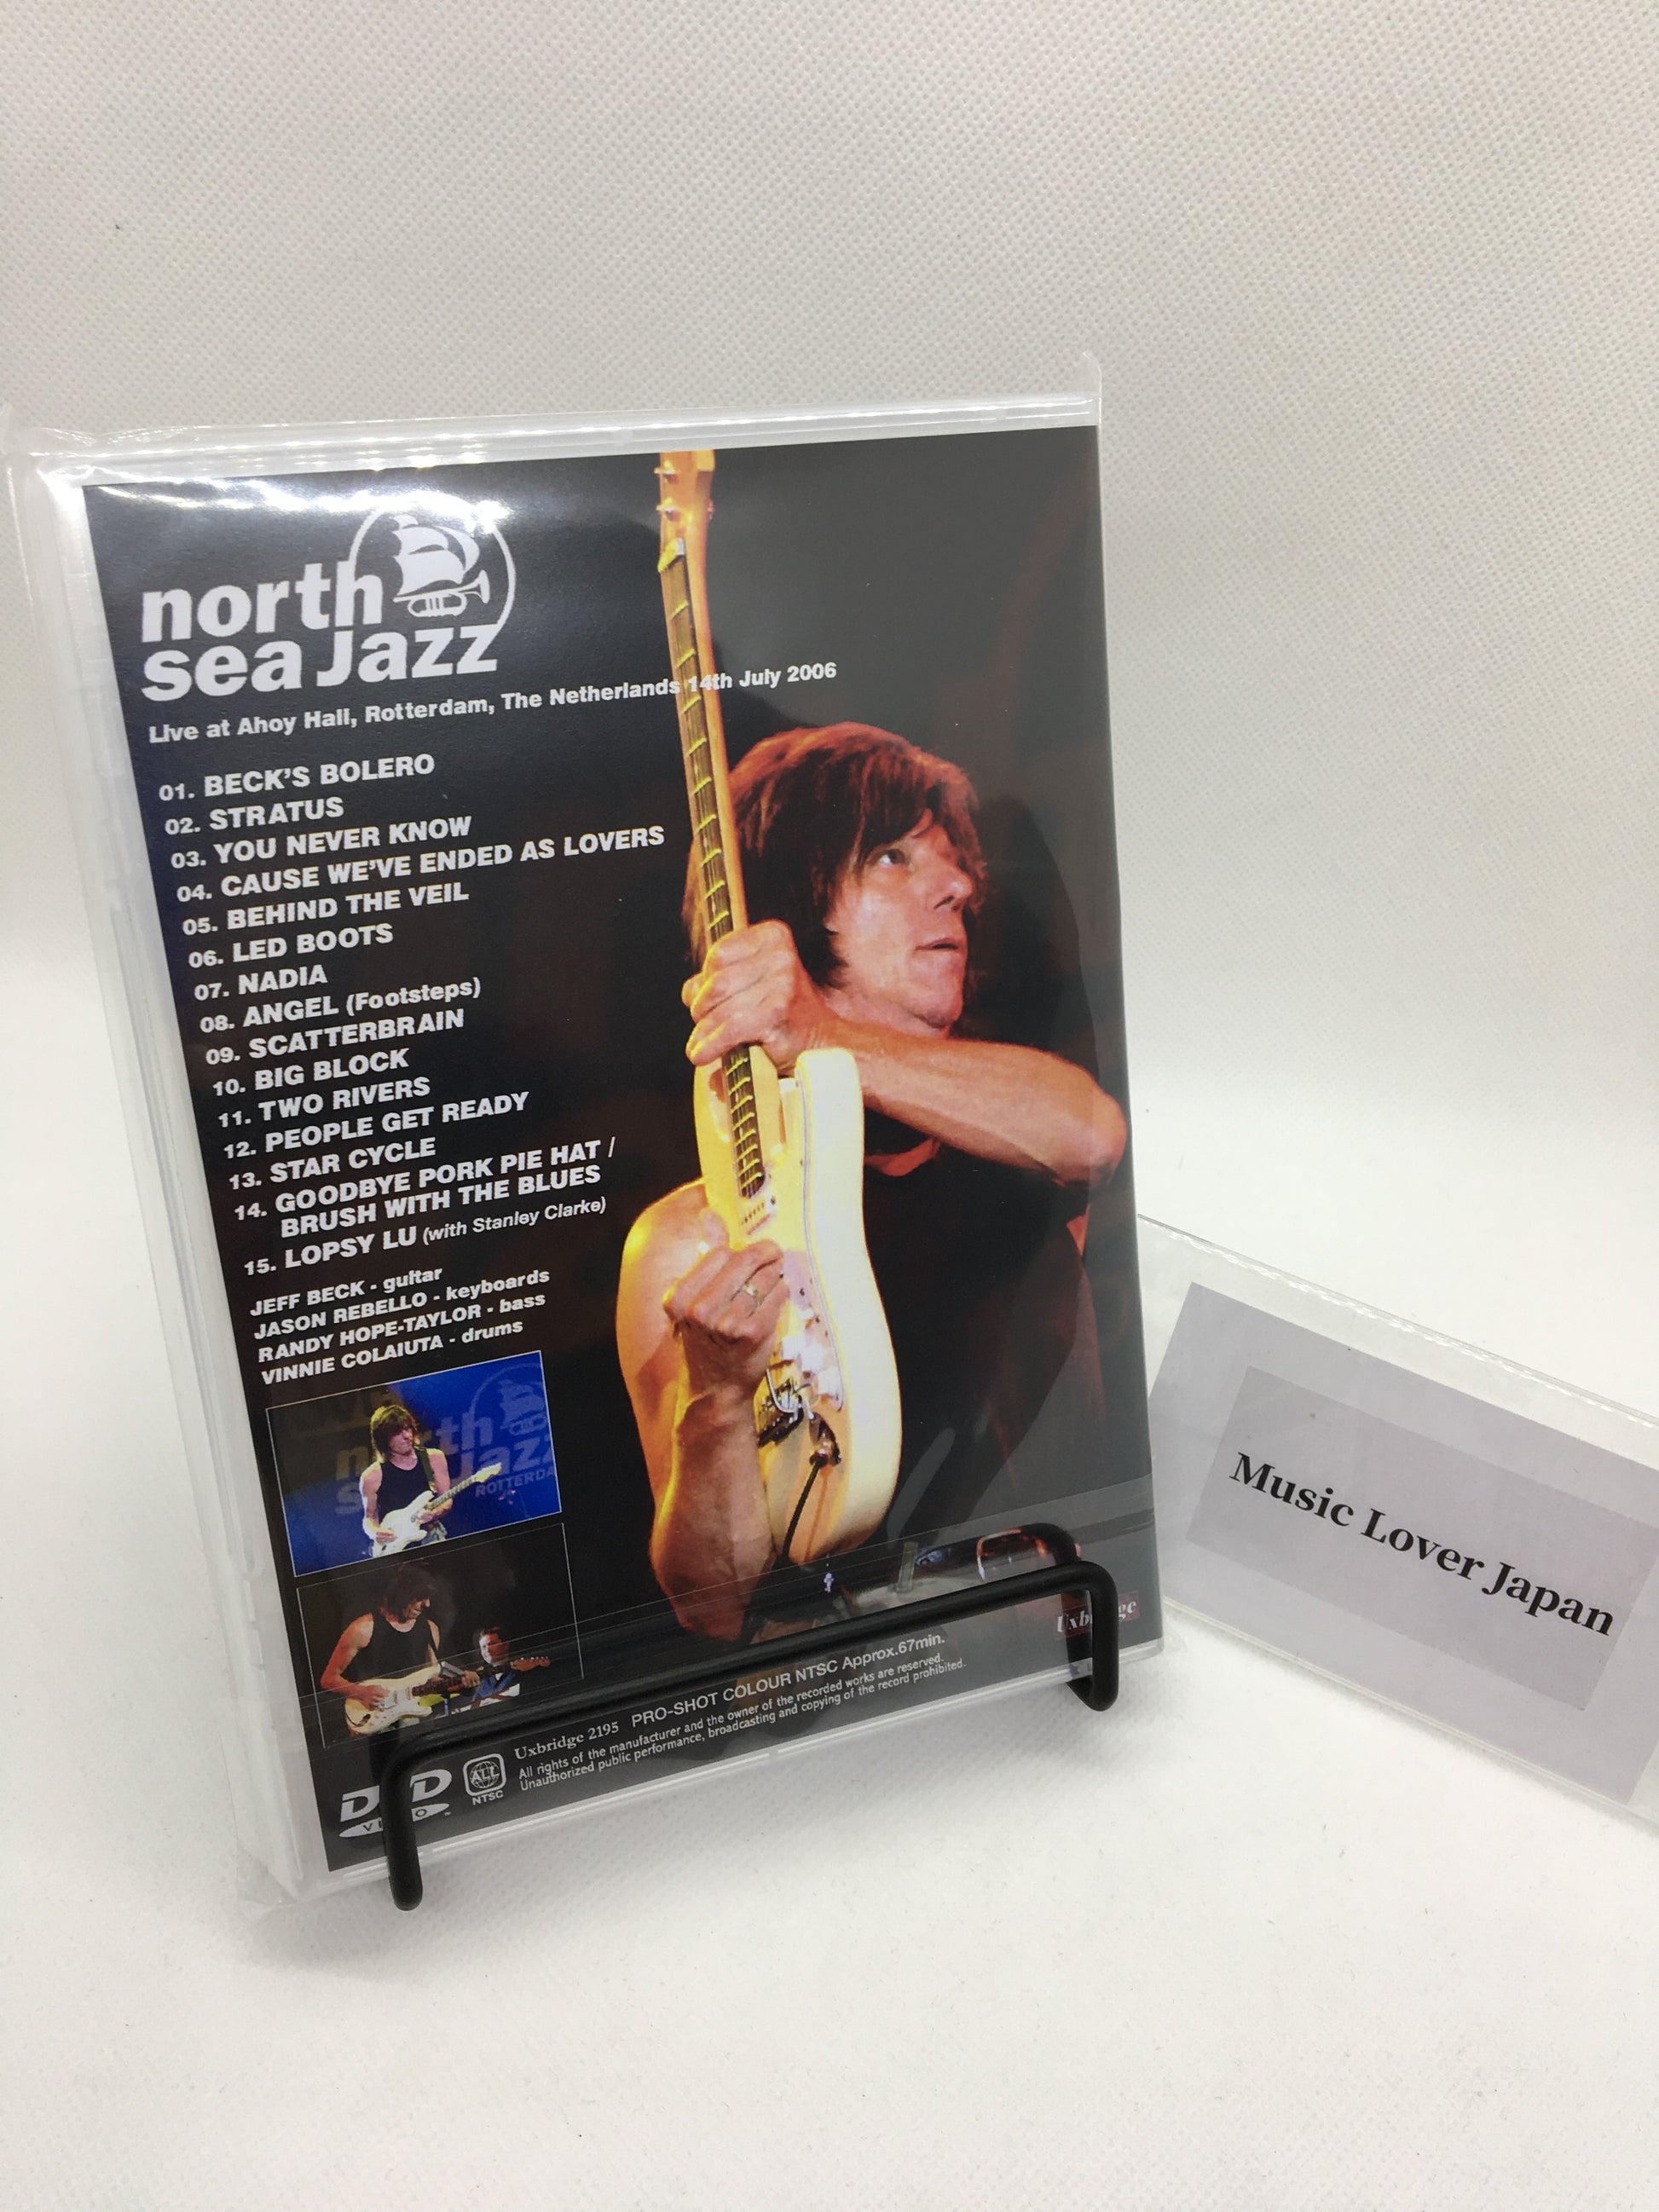 north
sea Jazz
Live at Ahoy Hall, Rotterdam, The Netherlands 14th July 2006
01. BECK'S BOLERO
02. STRATUS
03. YOU NEVER KNOW
04. CAUSE WE'VE ENDED AS LOVERS
05. BEHIND THE VEIL
06. LED BOOTS
07. NADIA
08. ANGEL (Footsteps)
09. SCATTERBRAIN
10. BIG BLOCK
11. TWO RIVERS
12. PEOPLE GET READY
13. STAR CYCLE
14. GOODBYE PORK PIE HAT /
BRUSH WITH THE BLUES
15. LOPSY LU (with Stanley Clarke)
JEFF BECK - guitar
JASON REBELLO - keyboards
RANDY HOPE-TAYLOR - bass
VINNIE COLAIUTA - drums
Uxbridge 2195 PRO-SHOT COLOUR NTSC Approx.67min.
All rights of the manufacturer and the owner of the recorded works are reserved.
Unauthorized public performance, broadcasting and copying of the record prohibited.
ALL
NTSC
Music Lover Japan